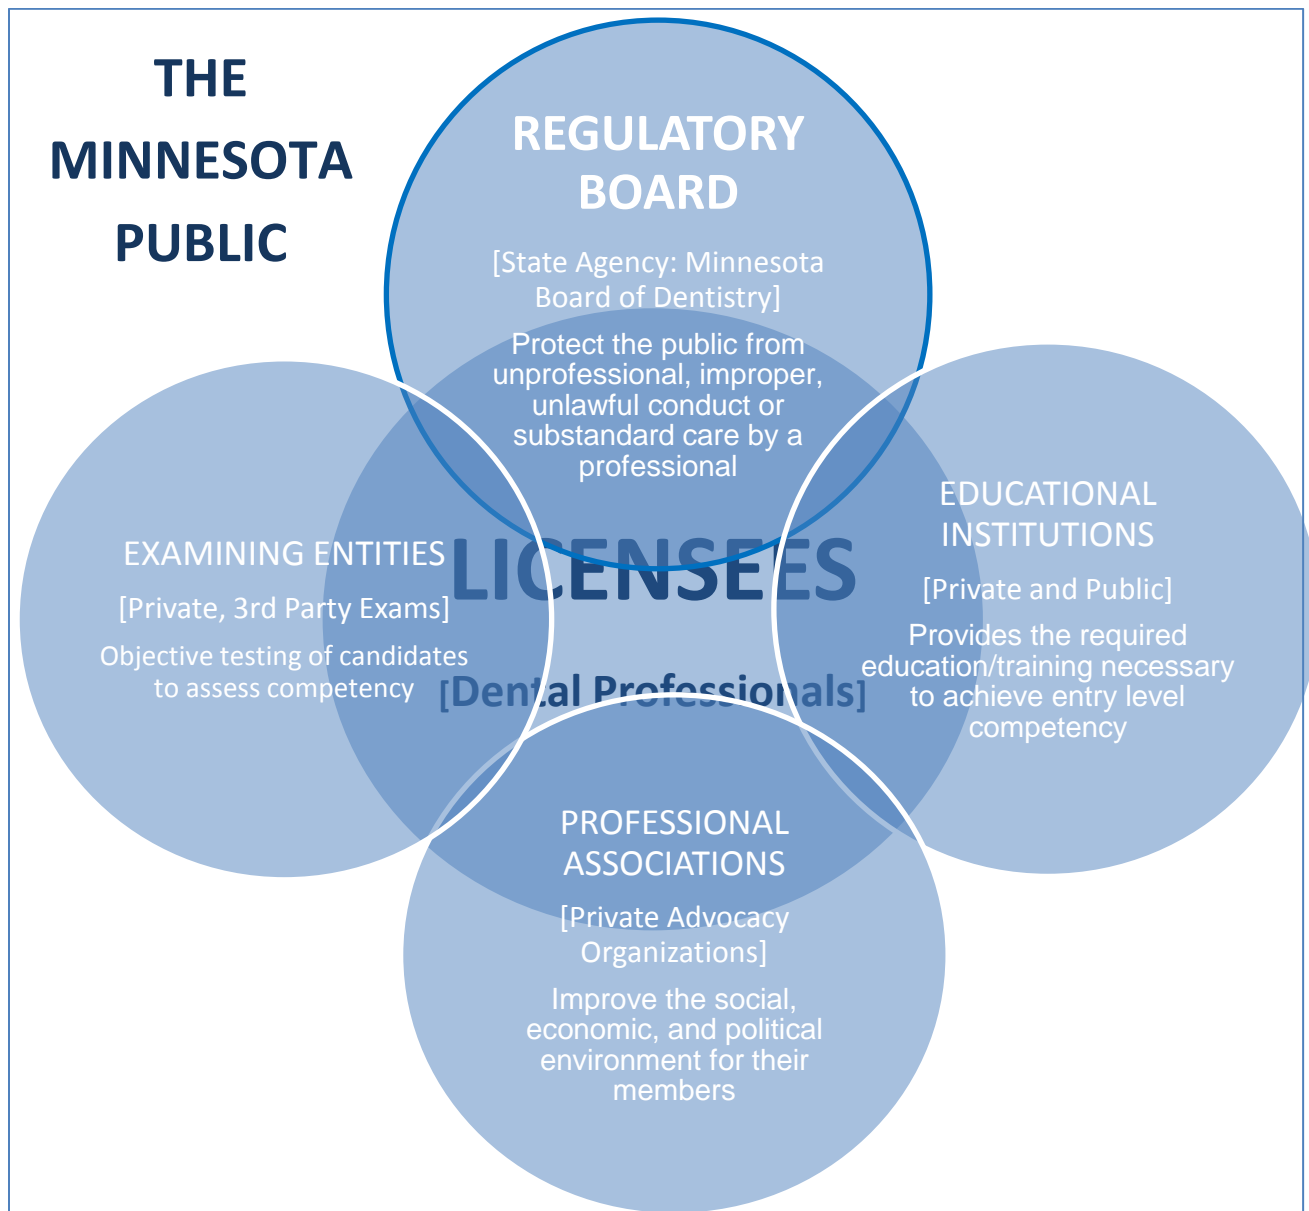 THE
MINNESOTA
PUBLIC
REGULATORY
BOARD
[State Agency: Minnesota
Board of Dentistry]
Protect the public from
unprofessional, improper,
unlawful conduct or
substandard care by a
professional
EXAMINING ENTITIES
[Private, 3rd Party Exams]
Objective testing of candidates
to assess competency
LICENSEES
[Dental Professionals]
EDUCATIONAL
INSTITUTIONS
[Private and Public]
Provides the required
education/training necessary
to achieve entry level
competency
PROFESSIONAL
ASSOCIATIONS
[Private Advocacy
Organizations]
Improve the social,
economic, and political
environment for their
members